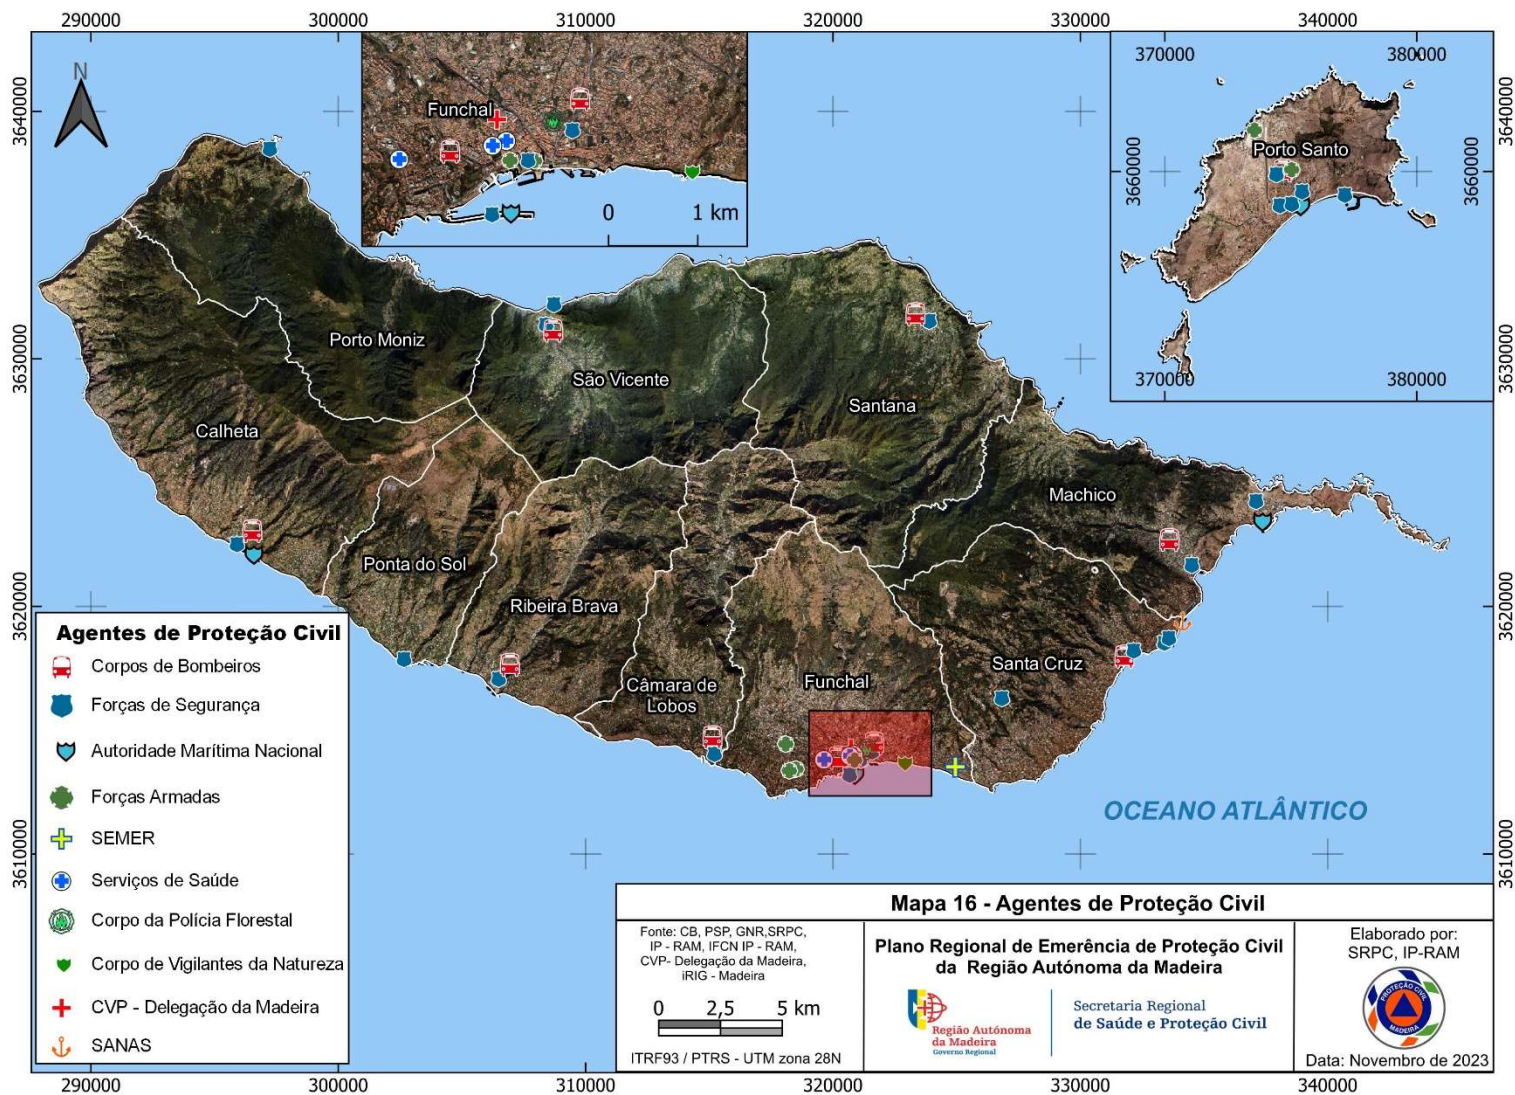 290000
300000
310000
320000
330000
340000
3640000
3630000
3620000
3610000
N
Funchal
0
1 km
370000
380000
3660000
Porto Santo
3660000
370000
380000
3640000
3630000
3620000
3610000
Porto Moniz
São Vicente
Santana
Calheta
Machico
Ponta do Sol
Ribeira Brava
Câmara de
Lobos
Funchal
Santa Cruz
OCEANO ATLÂNTICO
Agentes de Proteção Civil
Corpos de Bombeiros
Forças de Segurança
Autoridade Marítima Nacional
Forças Armadas
SEMER
Serviços de Saúde
Corpo da Polícia Florestal
Corpo de Vigilantes da Natureza
CVP - Delegação da Madeira
SANAS
Mapa 16 - Agentes de Proteção Civil
Fonte: CB, PSP, GNR,SRPC,
IP - RAM, IFCN IP - RAM,
CVP- Delegação da Madeira,
iRIG - Madeira
0 2,5 5 km
ITRF93 / PTRS - UTM zona 28N
Plano Regional de Emerência de Proteção Civil
da Região Autónoma da Madeira
Região Autónoma
da Madeira
Governo Regional
Secretaria Regional
de Saúde e Proteção Civil
Elaborado por:
SRPC, IP-RAM
PROTEÇÃO CIVIL
MADEIRA
Data: Novembro de 2023
290000
300000
310000
320000
330000
340000